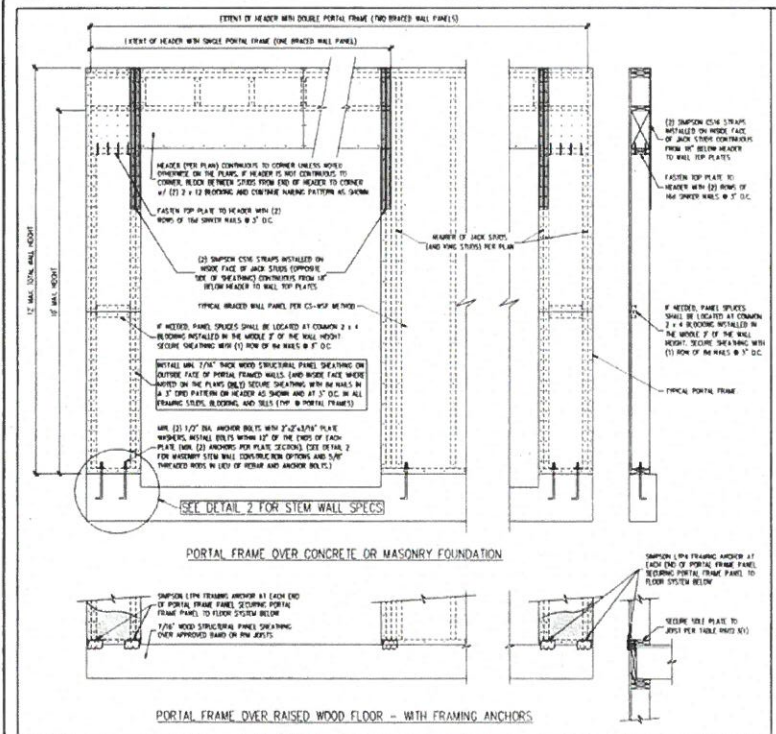 EXTENT OF HEADER WITH DOUBLE PORTAL FRAME (TWO BRACED WALL PANELS)
EXTENT OF HEADER WITH SINGLE PORTAL FRAME (ONE BRACED WALL PANEL)
12' MAX. TOTAL WALL HEIGHT
10' MAX. HEIGHT
HEADER (PER PLAN) CONTINUOUS TO CORNER UNLESS NOTED
OTHERWISE ON THE PLANS. IF HEADER IS NOT CONTINUOUS TO
CORNER, BLOCK BETWEEN STUDS FROM END OF HEADER TO CORNER
w/ (2) 2 x 12 BLOCKING AND CONTINUE NAILING PATTERN AS SHOWN
FASTEN TOP PLATE TO HEADER WITH (2)
ROWS OF 16d SINKER NAILS @ 3" O.C.
(2) SIMPSON CS16 STRAPS INSTALLED ON
INSIDE FACE OF JACK STUDS (OPPOSITE
SIDE OF SHEATHING) CONTINUOUS FROM 18"
BELOW HEADER TO WALL TOP PLATES
NUMBER OF JACK STUDS
(AND KING STUDS) PER PLAN
TYPICAL BRACED WALL PANEL PER CS-WSP METHOD
IF NEEDED, PANEL SPLICES SHALL BE LOCATED AT COMMON 2 x 4
BLOCKING INSTALLED IN THE MIDDLE 2' OF THE WALL HEIGHT.
SECURE SHEATHING WITH (1) ROW OF 8d NAILS @ 3" O.C.
INSTALL MIN. 7/16" THICK WOOD STRUCTURAL PANEL SHEATHING ON
OUTSIDE FACE OF PORTAL FRAMED WALLS. (AND INSIDE FACE WHERE
NOTED ON THE PLANS ONLY) SECURE SHEATHING WITH 8d NAILS IN
A 3" GRID PATTERN ON HEADER AS SHOWN AND AT 3" O.C. IN ALL
FRAMING STUDS, BLOCKING, AND SILLS (TYP. @ PORTAL FRAMES)
MIN. (2) 1/2" DIA. ANCHOR BOLTS WITH 2"x2"x3/16" PLATE
WASHERS. INSTALL BOLTS WITHIN 12" OF THE ENDS OF EACH
PLATE (MIN. (2) ANCHORS PER PLATE SECTION). (SEE DETAIL 2
FOR MASONRY STEM WALL CONSTRUCTION OPTIONS AND 5/8"
THREADED RODS IN LIEU OF REBAR AND ANCHOR BOLTS.)
SEE DETAIL 2 FOR STEM WALL SPECS
(2) SIMPSON CS16 STRAPS
INSTALLED ON INSIDE FACE
OF JACK STUDS CONTINUOUS
FROM 18" BELOW HEADER
TO WALL TOP PLATES
FASTEN TOP PLATE TO
HEADER WITH (2) ROWS OF
16d SINKER NAILS @ 3" O.C.
IF NEEDED, PANEL SPLICES
SHALL BE LOCATED AT COMMON
2 x 4 BLOCKING INSTALLED IN
THE MIDDLE 2' OF THE WALL
HEIGHT. SECURE SHEATHING WITH
(1) ROW OF 8d NAILS @ 3" O.C.
TYPICAL PORTAL FRAME
PORTAL FRAME OVER CONCRETE OR MASONRY FOUNDATION
SIMPSON LTP4 FRAMING ANCHOR AT EACH END
OF PORTAL FRAME PANEL SECURING PORTAL
FRAME PANEL TO FLOOR SYSTEM BELOW
7/16" WOOD STRUCTURAL PANEL SHEATHING
OVER APPROVED BAND OR RIM JOISTS
SIMPSON LTP4 FRAMING ANCHOR AT
EACH END OF PORTAL FRAME PANEL
SECURING PORTAL FRAME PANEL TO
FLOOR SYSTEM BELOW
SECURE SOLE PLATE TO
JOIST PER TABLE
PORTAL FRAME OVER RAISED WOOD FLOOR - WITH FRAMING ANCHORS